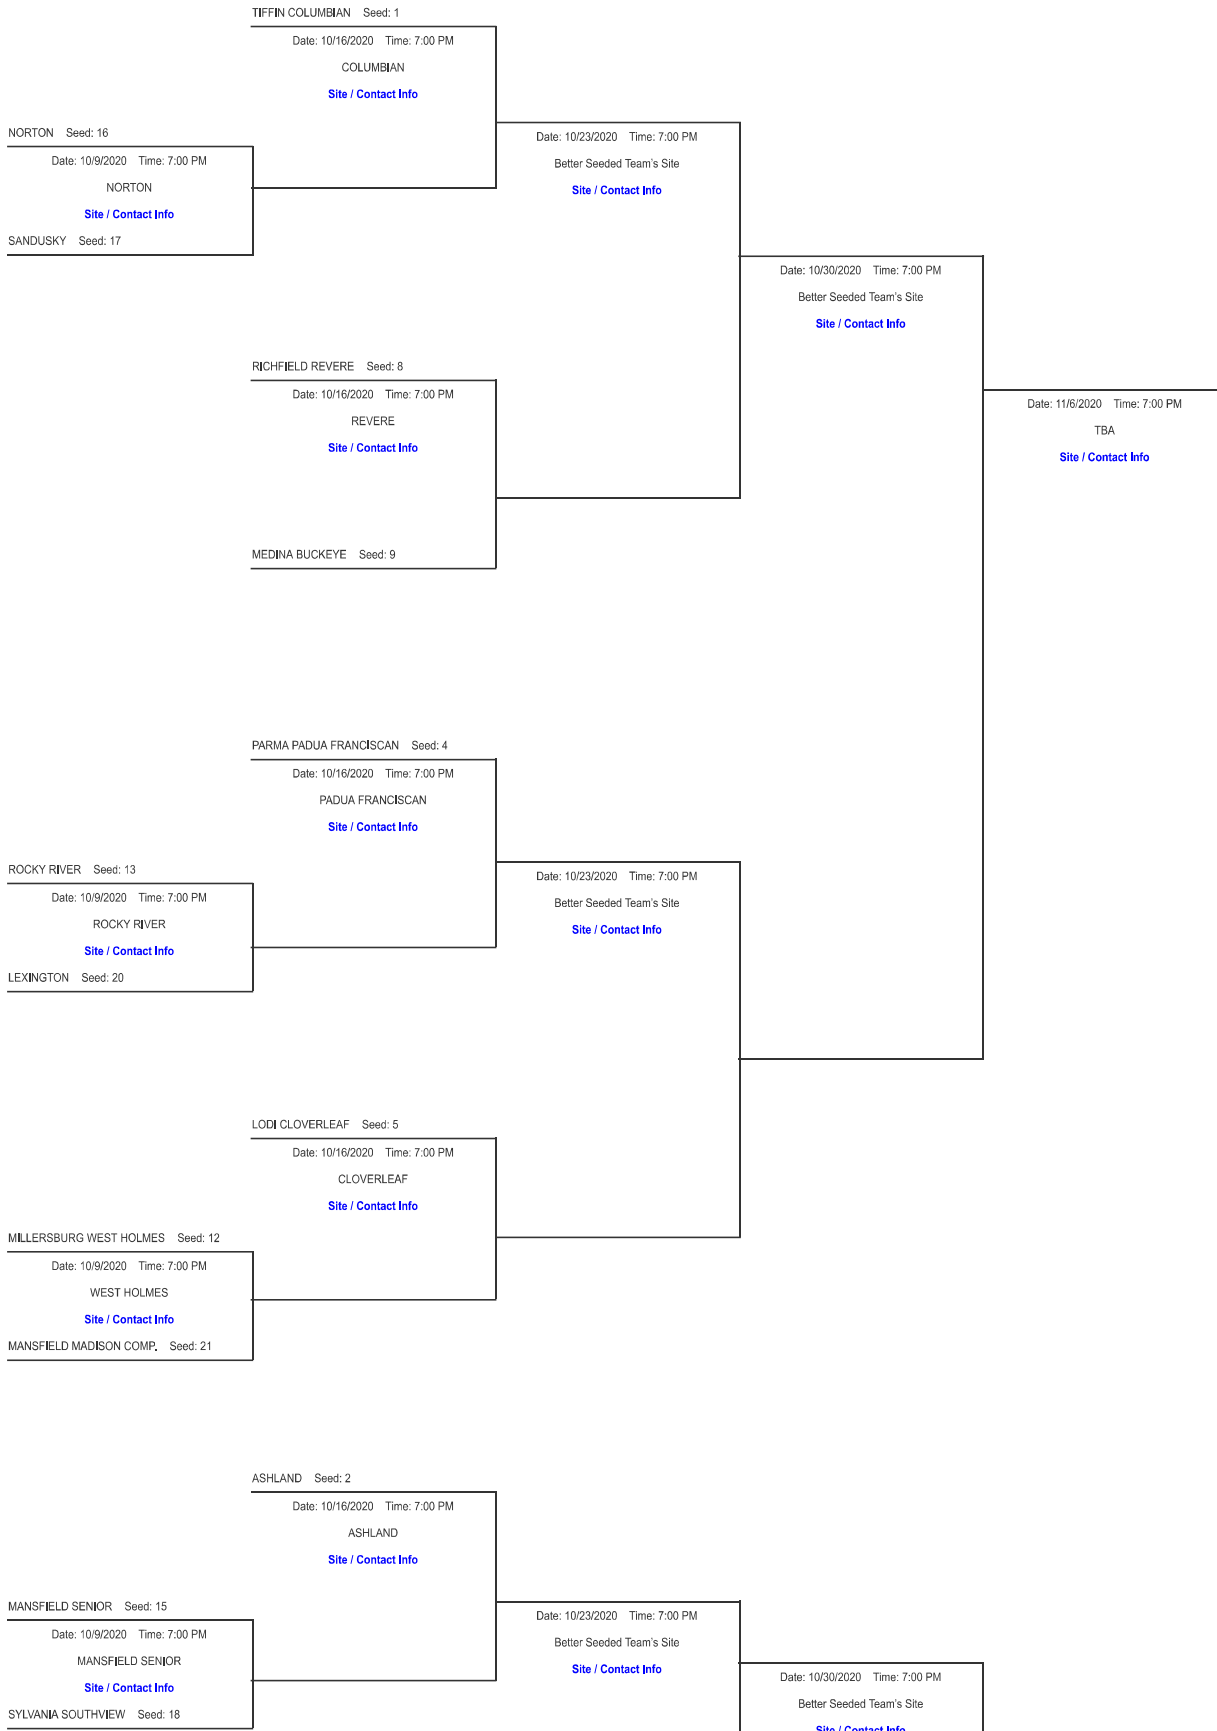 TIFFIN COLUMBIAN Seed: 1
Date: 10/16/2020 Time: 7:00 PM
COLUMBIAN
Site / Contact Info
NORTON Seed: 16
Date: 10/9/2020 Time: 7:00 PM
NORTON
Site / Contact Info
SANDUSKY Seed: 17
Date: 10/23/2020 Time: 7:00 PM
Better Seeded Team's Site
Site / Contact Info
RICHFIELD REVERE Seed: 8
Date: 10/16/2020 Time: 7:00 PM
REVERE
Site / Contact Info
MEDINA BUCKEYE Seed: 9
Date: 10/30/2020 Time: 7:00 PM
Better Seeded Team's Site
Site / Contact Info
Date: 11/6/2020 Time: 7:00 PM
TBA
Site / Contact Info
PARMA PADUA FRANCISCAN Seed: 4
Date: 10/16/2020 Time: 7:00 PM
PADUA FRANCISCAN
Site / Contact Info
ROCKY RIVER Seed: 13
Date: 10/9/2020 Time: 7:00 PM
ROCKY RIVER
Site / Contact Info
LEXINGTON Seed: 20
Date: 10/23/2020 Time: 7:00 PM
Better Seeded Team's Site
Site / Contact Info
LODI CLOVERLEAF Seed: 5
Date: 10/16/2020 Time: 7:00 PM
CLOVERLEAF
Site / Contact Info
MILLERSBURG WEST HOLMES Seed: 12
Date: 10/9/2020 Time: 7:00 PM
WEST HOLMES
Site / Contact Info
MANSFIELD MADISON COMP. Seed: 21
ASHLAND Seed: 2
Date: 10/16/2020 Time: 7:00 PM
ASHLAND
Site / Contact Info
MANSFIELD SENIOR Seed: 15
Date: 10/9/2020 Time: 7:00 PM
MANSFIELD SENIOR
Site / Contact Info
SYLVANIA SOUTHVIEW Seed: 18
Date: 10/23/2020 Time: 7:00 PM
Better Seeded Team's Site
Site / Contact Info
Date: 10/30/2020 Time: 7:00 PM
Better Seeded Team's Site
Site / Contact Info